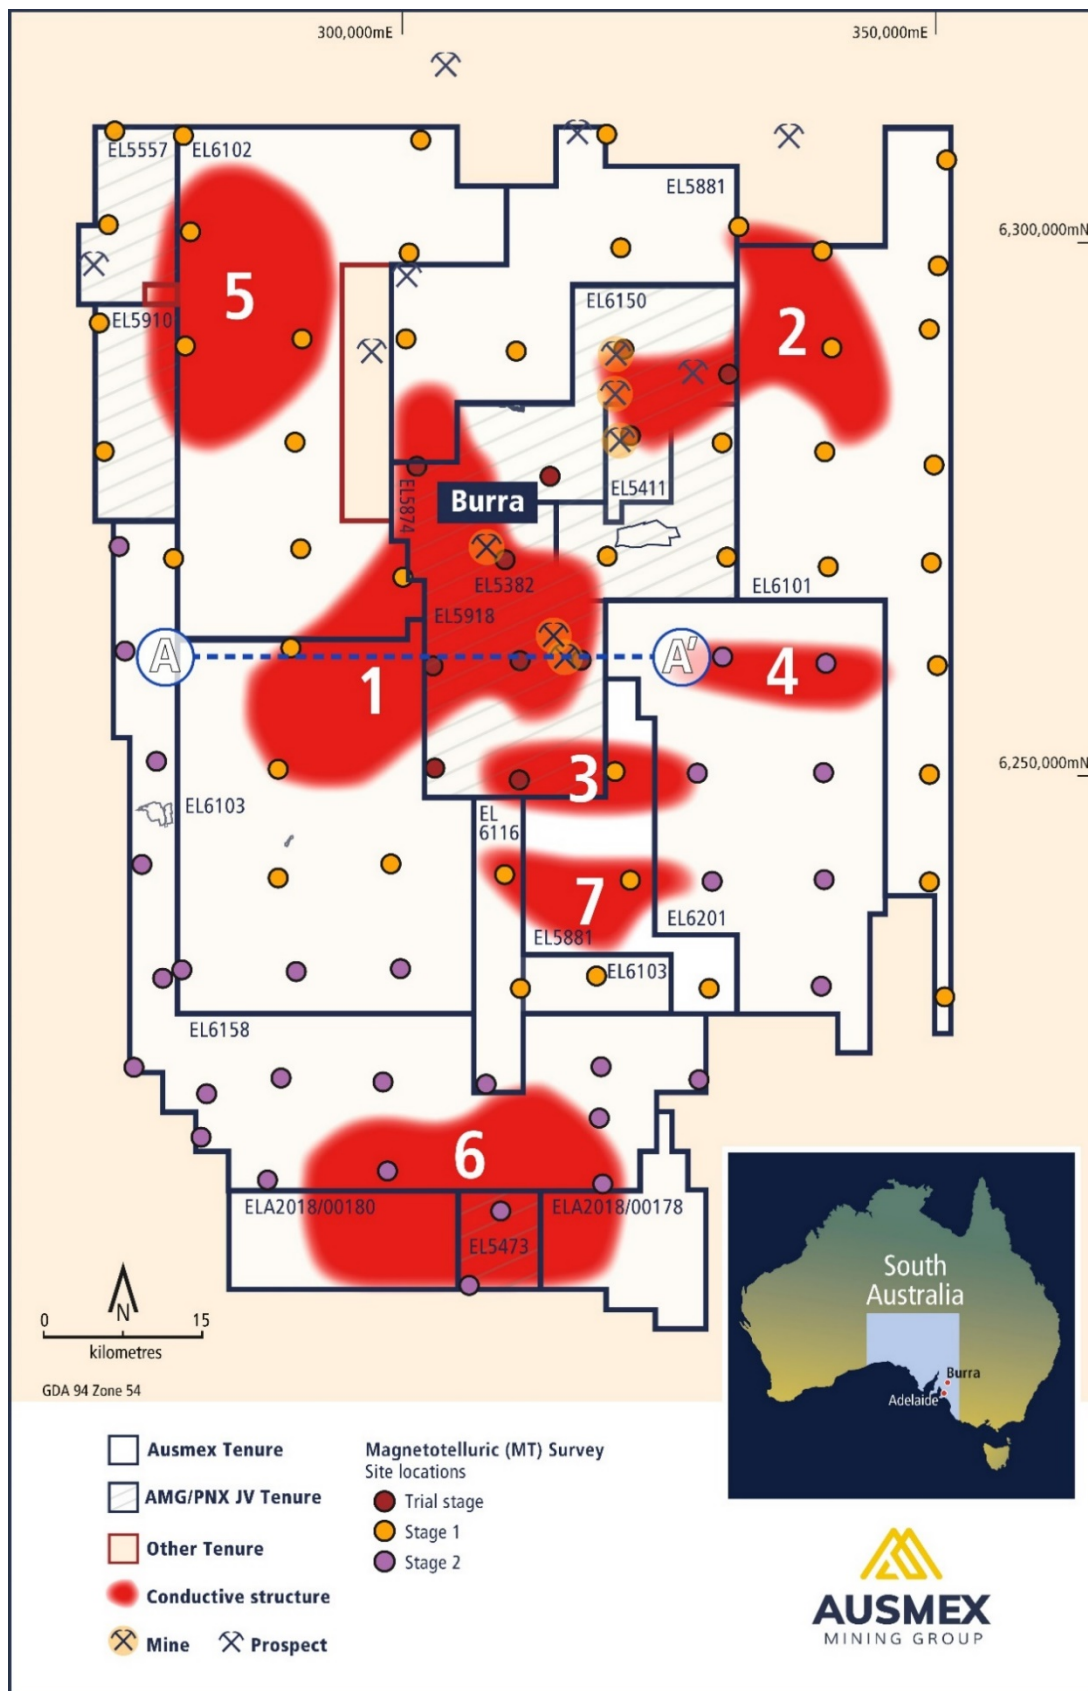 300,000mE
350,000mE
EL5557
EL6102
EL5881
6,300,000mN
5
EL6150
2
EL5910
EL5874
Burra
EL5411
EL5382
EL6101
EL5918
A
A'
1
4
3
6,250,000mN
EL6103
EL
6116
7
EL5881
EL6201
EL6103
EL6158
6
ELA2018/00180
ELA2018/00178
EL5473
N
0
15
kilometres
GDA 94 Zone 54
South
Australia
Burra
Adelaide
Ausmex Tenure
AMG/PNX JV Tenure
Other Tenure
Conductive structure
Mine
Prospect
Magnetotelluric (MT) Survey
Site locations
Trial stage
Stage 1
Stage 2
AUSMEX
MINING GROUP